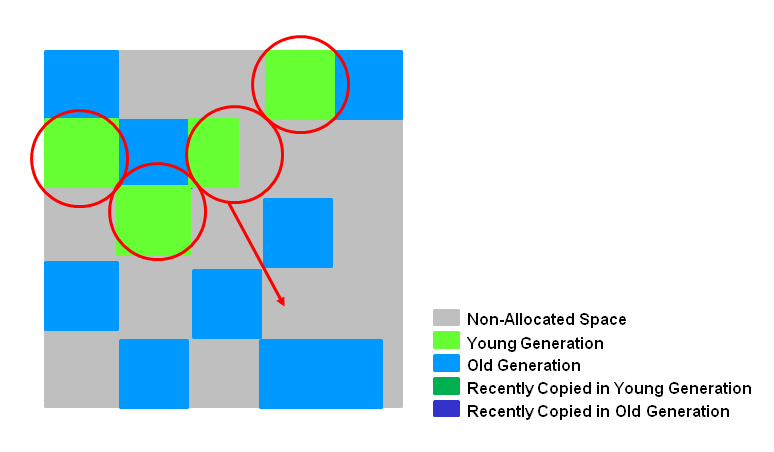 Non-Allocated Space
Young Generation
Old Generation
Recently Copied in Young Generation
Recently Copied in Old Generation